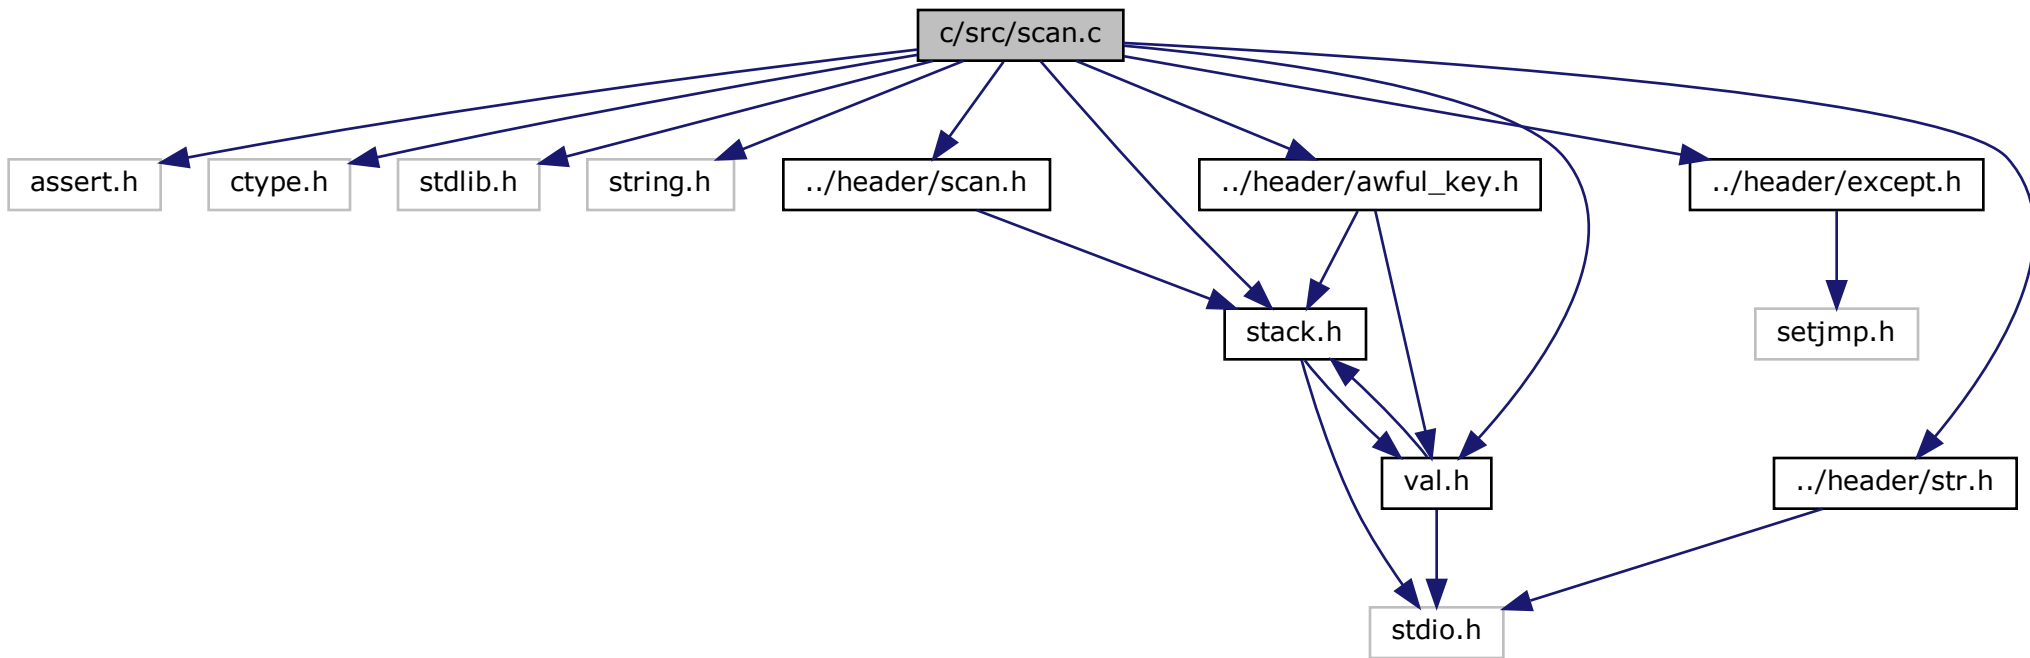 c/src/scan.c
assert.h
ctype.h
stdlib.h
string.h
../header/scan.h
../header/awful_key.h
../header/except.h
stack.h
setjmp.h
val.h
../header/str.h
stdio.h